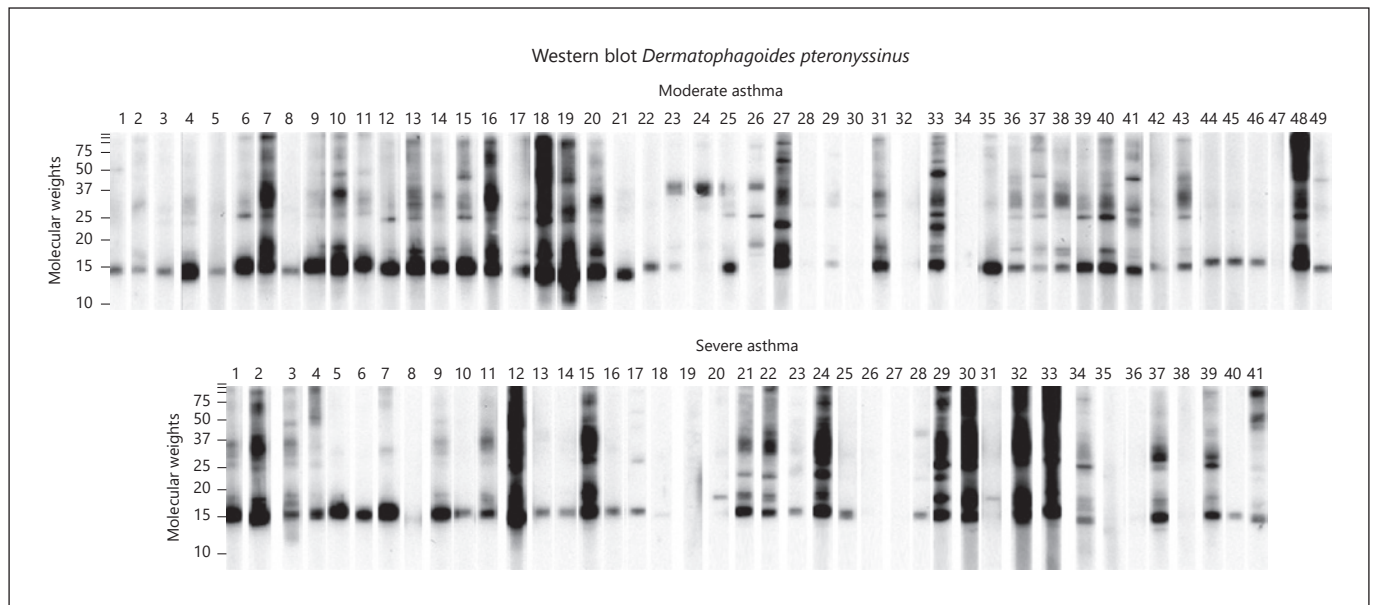 Western blot Dermatophagoides pteronyssinus
Moderate asthma
1 2 3 4 5 6 7 8 9 10 11 12 13 14 15 16 17 18 19 20 21 22 23 24 25 26 27 28 29 30 31 32 33 34 35 36 37 38 39 40 41 42 43 44 45 46 47 48 49
Molecular weights
75
50
37
25
20
15
10
Severe asthma
1 2 3 4 5 6 7 8 9 10 11 12 13 14 15 16 17 18 19 20 21 22 23 24 25 26 27 28 29 30 31 32 33 34 35 36 37 38 39 40 41
Molecular weights
75
50
37
25
20
15
10